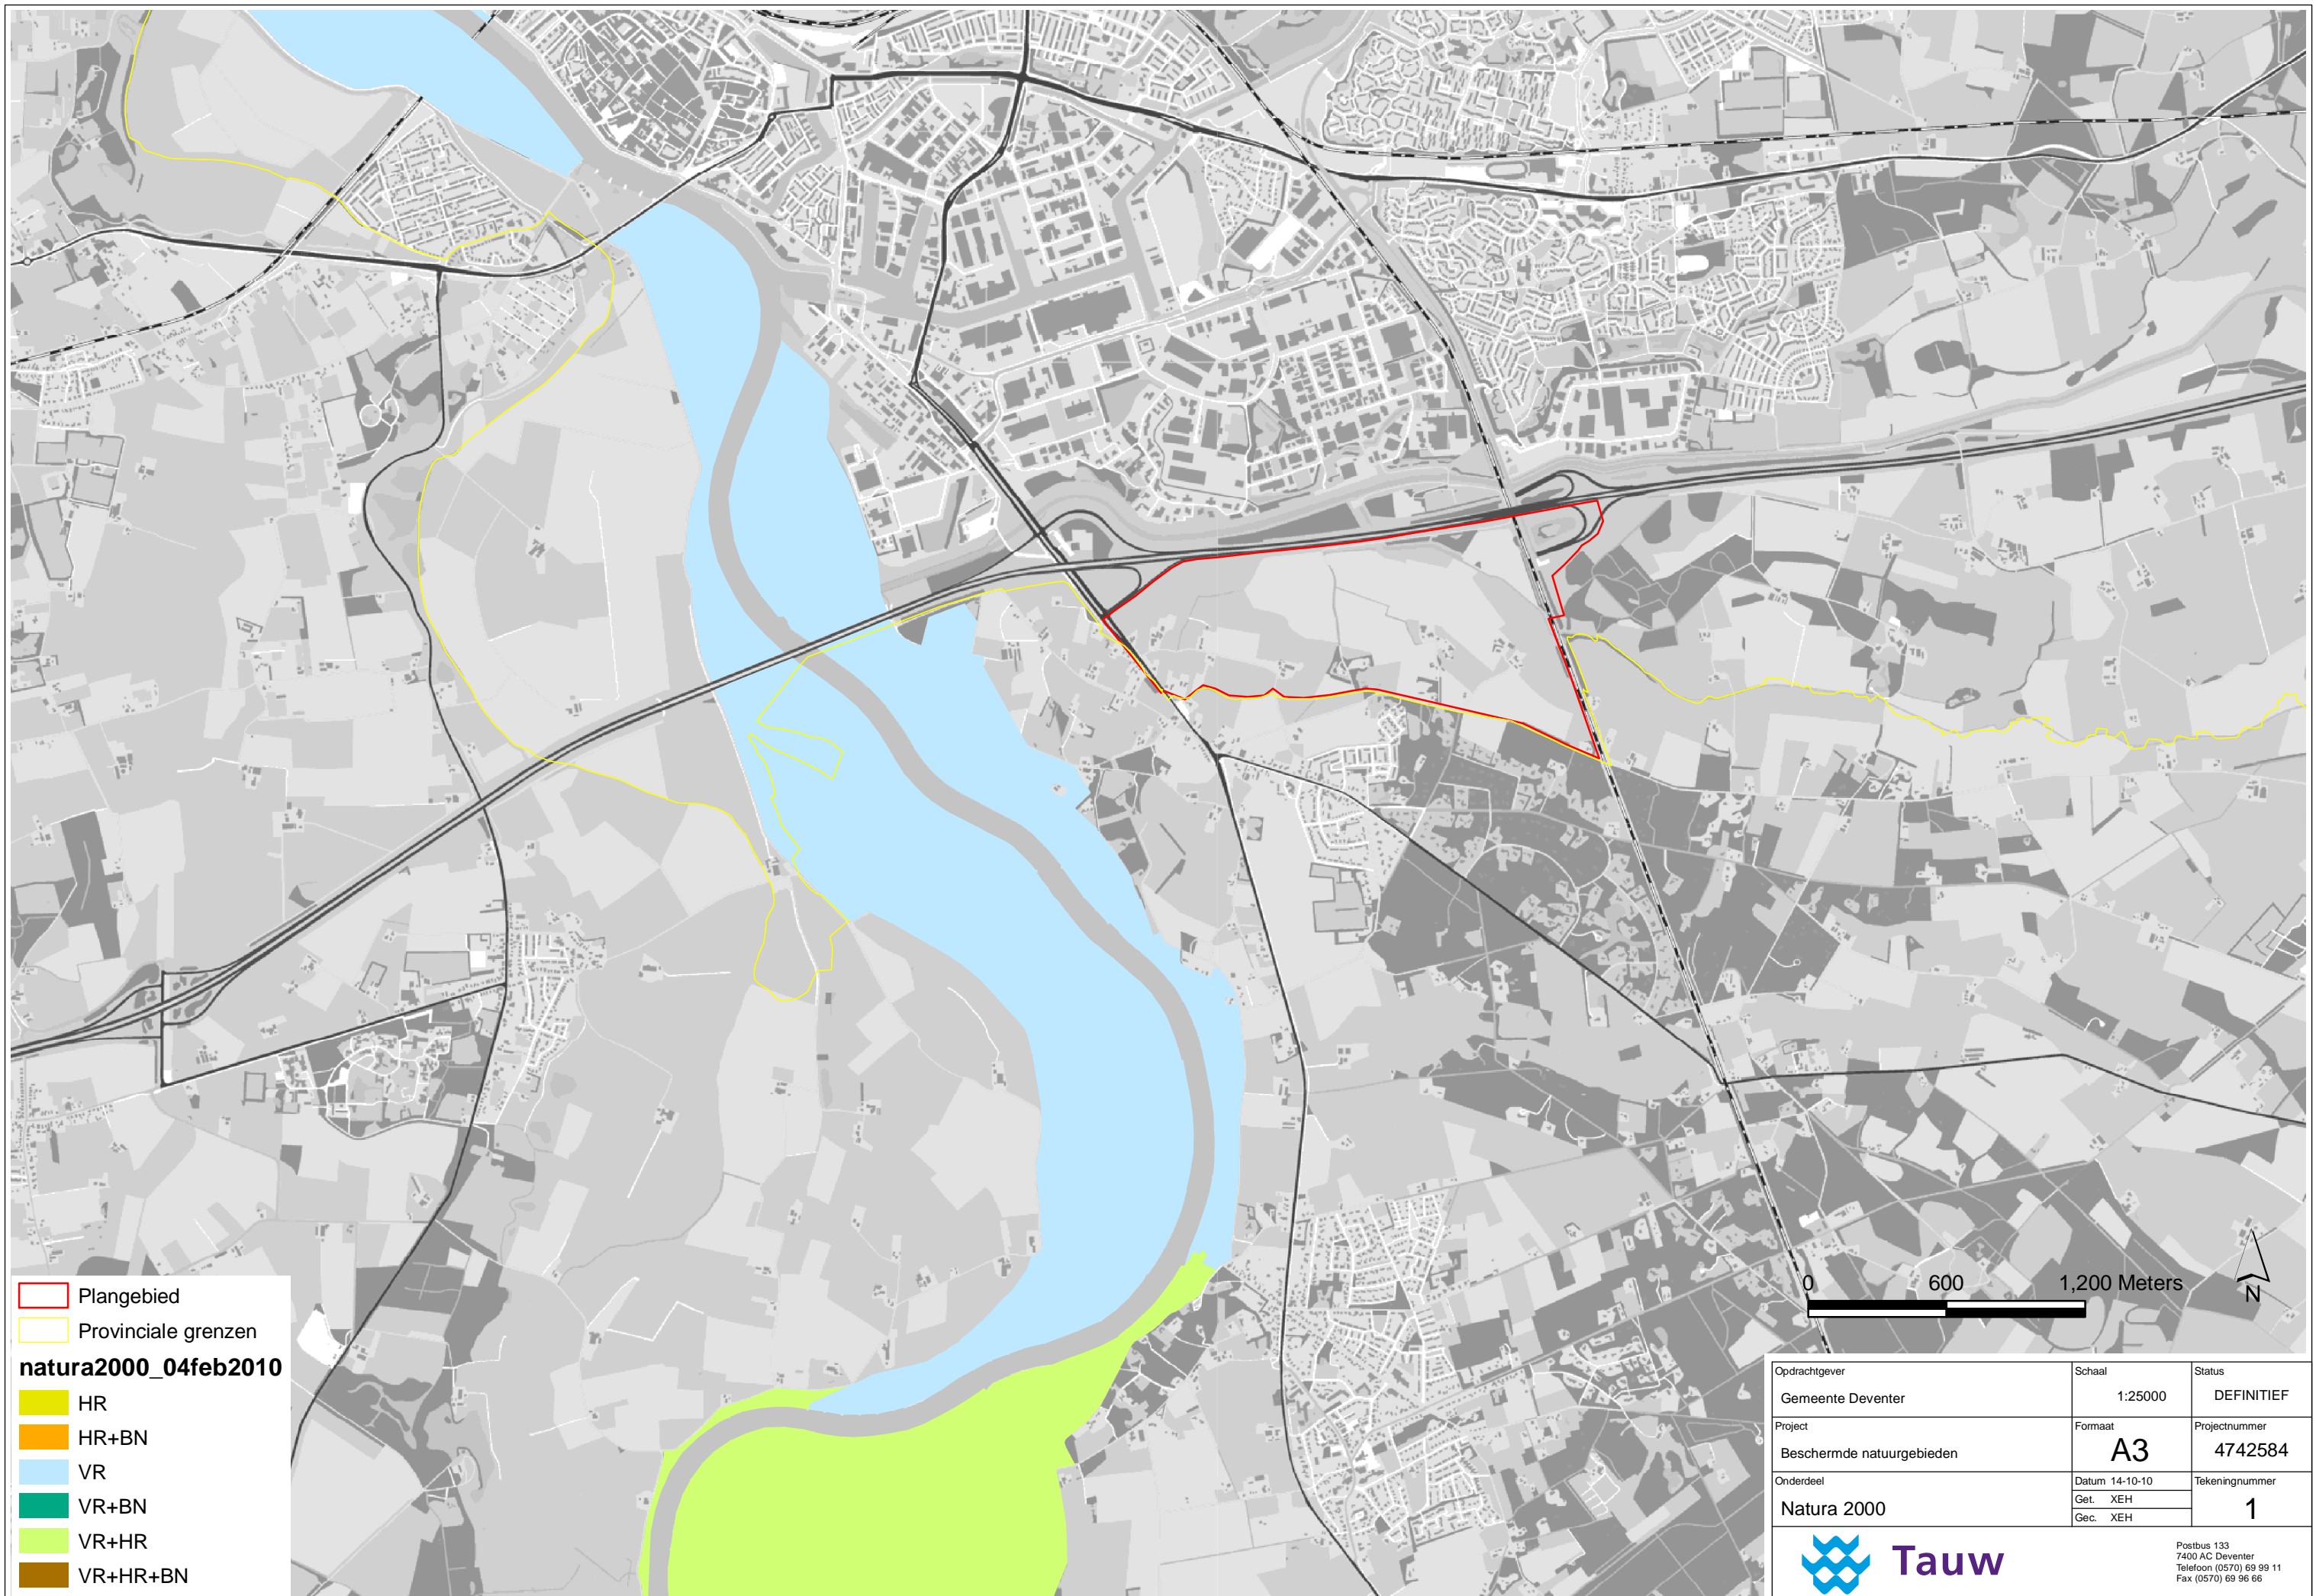 Plangebied
Provinciale grenzen
natura2000_04feb2010
HR
HR+BN
VR
VR+BN
VR+HR
VR+HR+BN
0 600 1,200 Meters
N
Opdrachtgever
Gemeente Deventer
Schaal
1:25000
Status
DEFINITIEF
Project
Beschermde natuurgebieden
Formaat
A3
Projectnummer
4742584
Onderdeel
Natura 2000
Datum 14-10-10
Get. XEH
Gec. XEH
Tekeningnummer
1
Tauw
Postbus 133
7400 AC Deventer
Telefoon (0570) 69 99 11
Fax (0570) 69 96 66